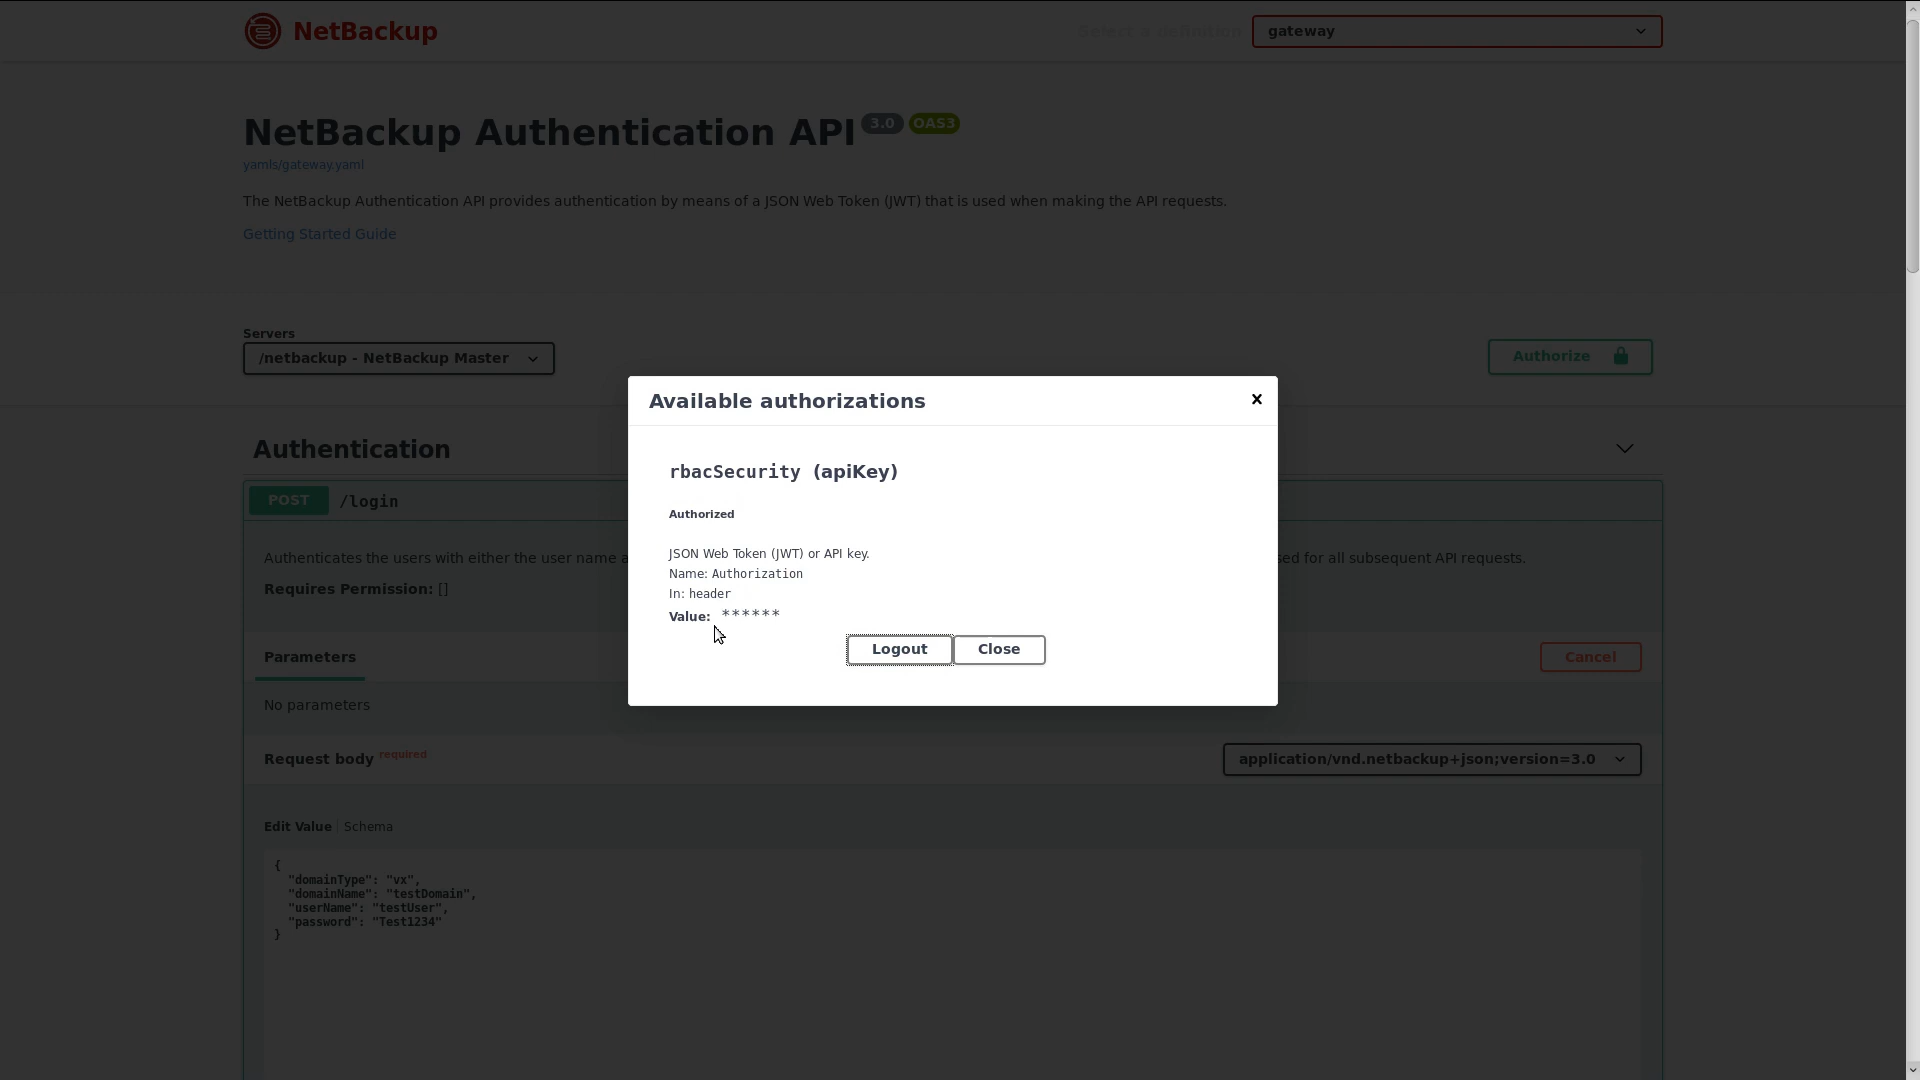 NetBackup
Select a definition
gateway
NetBackup Authentication API 3.0 OAS3
yamls/gateway.yaml
The NetBackup Authentication API provides authentication by means of a JSON Web Token (JWT) that is used when making the API requests.
Getting Started Guide
Servers
/netbackup - NetBackup Master
Authorize
Available authorizations
Authentication
rbacSecurity (apiKey)
POST /login
Authorized
Authenticates the users with either the user name a
sed for all subsequent API requests.
JSON Web Token (JWT) or API key.
Name: Authorization
Requires Permission: []
In: header
Value: ******
Logout Close
Parameters
Cancel
No parameters
Request body required
application/vnd.netbackup+json;version=3.0
Edit Value Schema
{
"domainType": "vx",
"domainName": "testDomain",
"userName": "testUser",
"password": "Test1234"
}